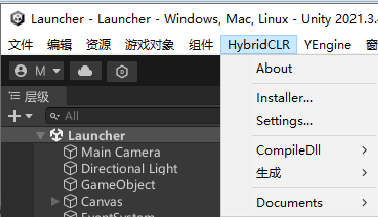 Launcher - Launcher - Windows, Mac, Linux - Unity 2021.3.4
文件 编辑 资源 游戏对象 组件 HybridCLR YEngine 窗口
M
About
层级
Installer...
All
Settings...
Launcher
CompileDll
Main Camera
生成
Directional Light
GameObject
Documents
Canvas
EventSystem